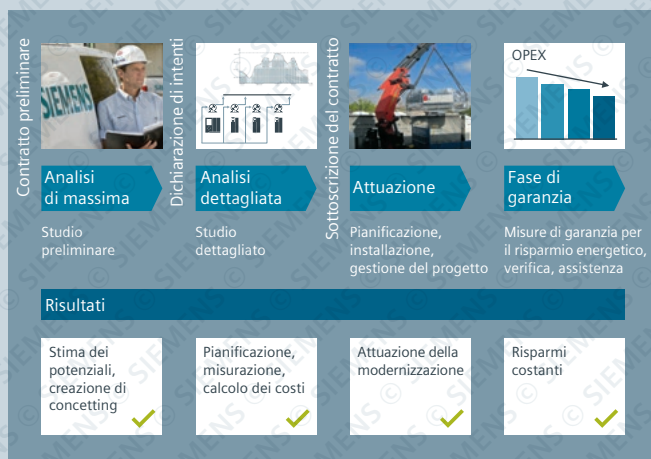 Contratto preliminare
SIEMENS
Analisi
di massima
Studio
preliminare
Dichiarazione di intenti
Analisi
dettagliata
Studio
dettagliato
Sottoscrizione del contratto
Attuazione
Pianificazione,
installazione,
gestione del progetto
OPEX
Fase di
garanzia
Misure di garanzia per
il risparmio energetico,
verifica, assistenza
Risultati
Stima dei
potenziali,
creazione di
concetting
Pianificazione,
misurazione,
calcolo dei costi
Attuazione della
modernizzazione
Risparmi
costanti
© SIEMENS